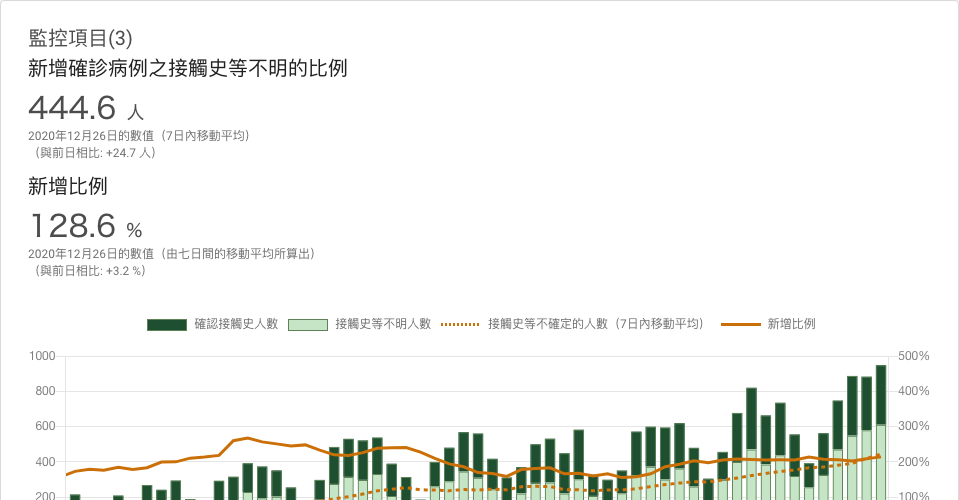 監控項目(3)
新增確診病例之接觸史等不明的比例
444.6 人
2020年12月26日的數值（7日內移動平均）
（與前日相比: +24.7 人）
新增比例
128.6 %
2020年12月26日的數值（由七日間的移動平均所算出）
（與前日相比: +3.2 %）
確認接觸史人數 接觸史等不明人數 接觸史等不確定的人數（7日內移動平均） 新增比例
1000 500%
800 400%
600 300%
400 200%
200 100%